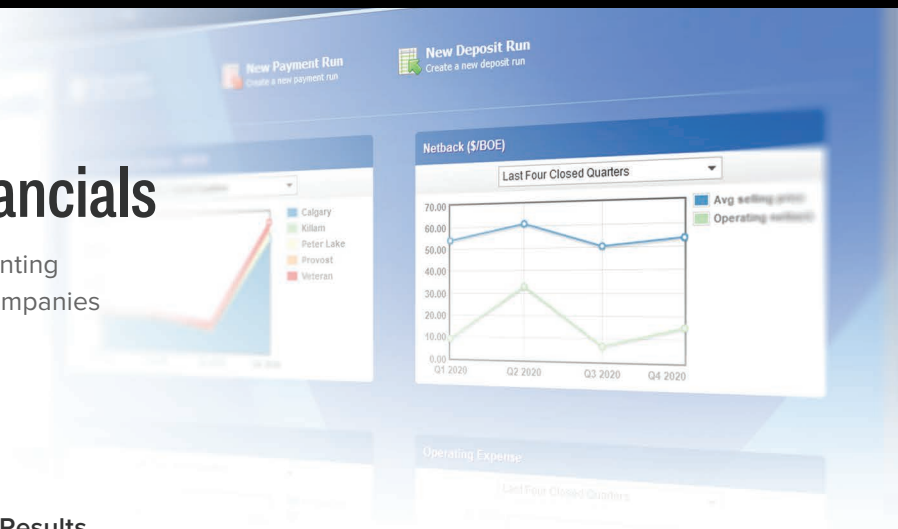 New Payment Run
Create a new payment run
New Deposit Run
Create a new deposit run
ancials
nting
mpanies
Calgary
Killam
Peter Lake
Provost
Veteran
Netback ($/BOE)
Last Four Closed Quarters
70.00
60.00
50.00
40.00
30.00
20.00
10.00
0.00
Q1 2020
Q2 2020
Q3 2020
Q4 2020
Avg selling price
Operating netback
Operating Expense
Last Four Closed Quarters
Results